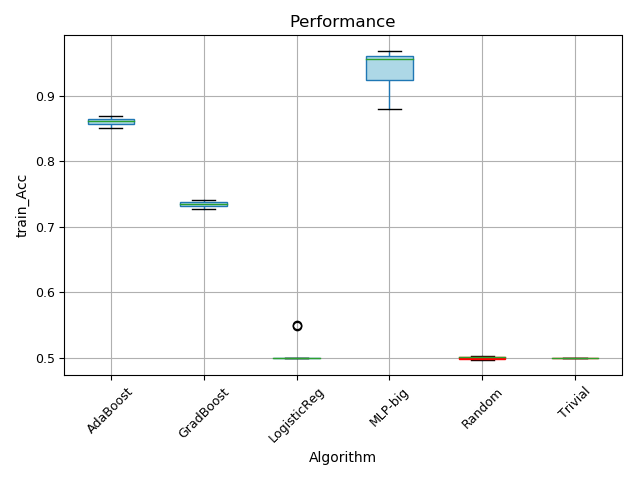 Performance
train_Acc
0.9
0.8
0.7
0.6
0.5
AdaBoost
GradBoost
LogisticReg
MLP-big
Random
Trivial
Algorithm